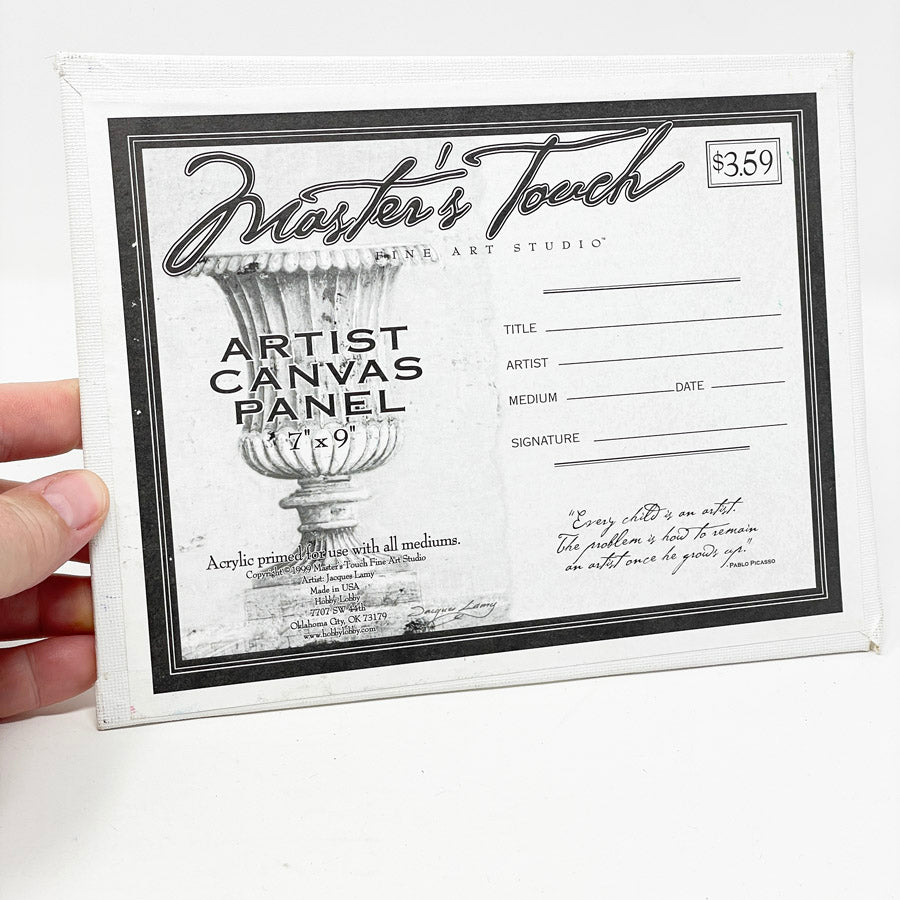 Master's Touch
$3.59
FINE ART STUDIO™
ARTIST
CANVAS
PANEL
7" x 9"
TITLE
ARTIST
MEDIUM DATE
SIGNATURE
"Every child is an artist.
The problem is how to remain
an artist once he grows up."
PABLO PICASSO
Acrylic primed for use with all mediums.
Copyright ©1999 Master's Touch Fine Art Studio
Artist: Jacques Lamy
Made in USA
Hobby Lobby
7707 SW 44th
Oklahoma City, OK 73179
www.hobbylobby.com
Jacques Lamy